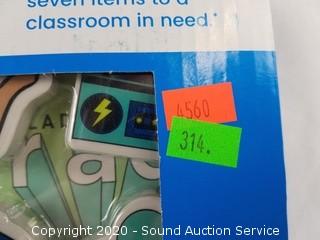 seven items to a
classroom in need.*
4560
314.
Copyright 2020 - Sound Auction Service